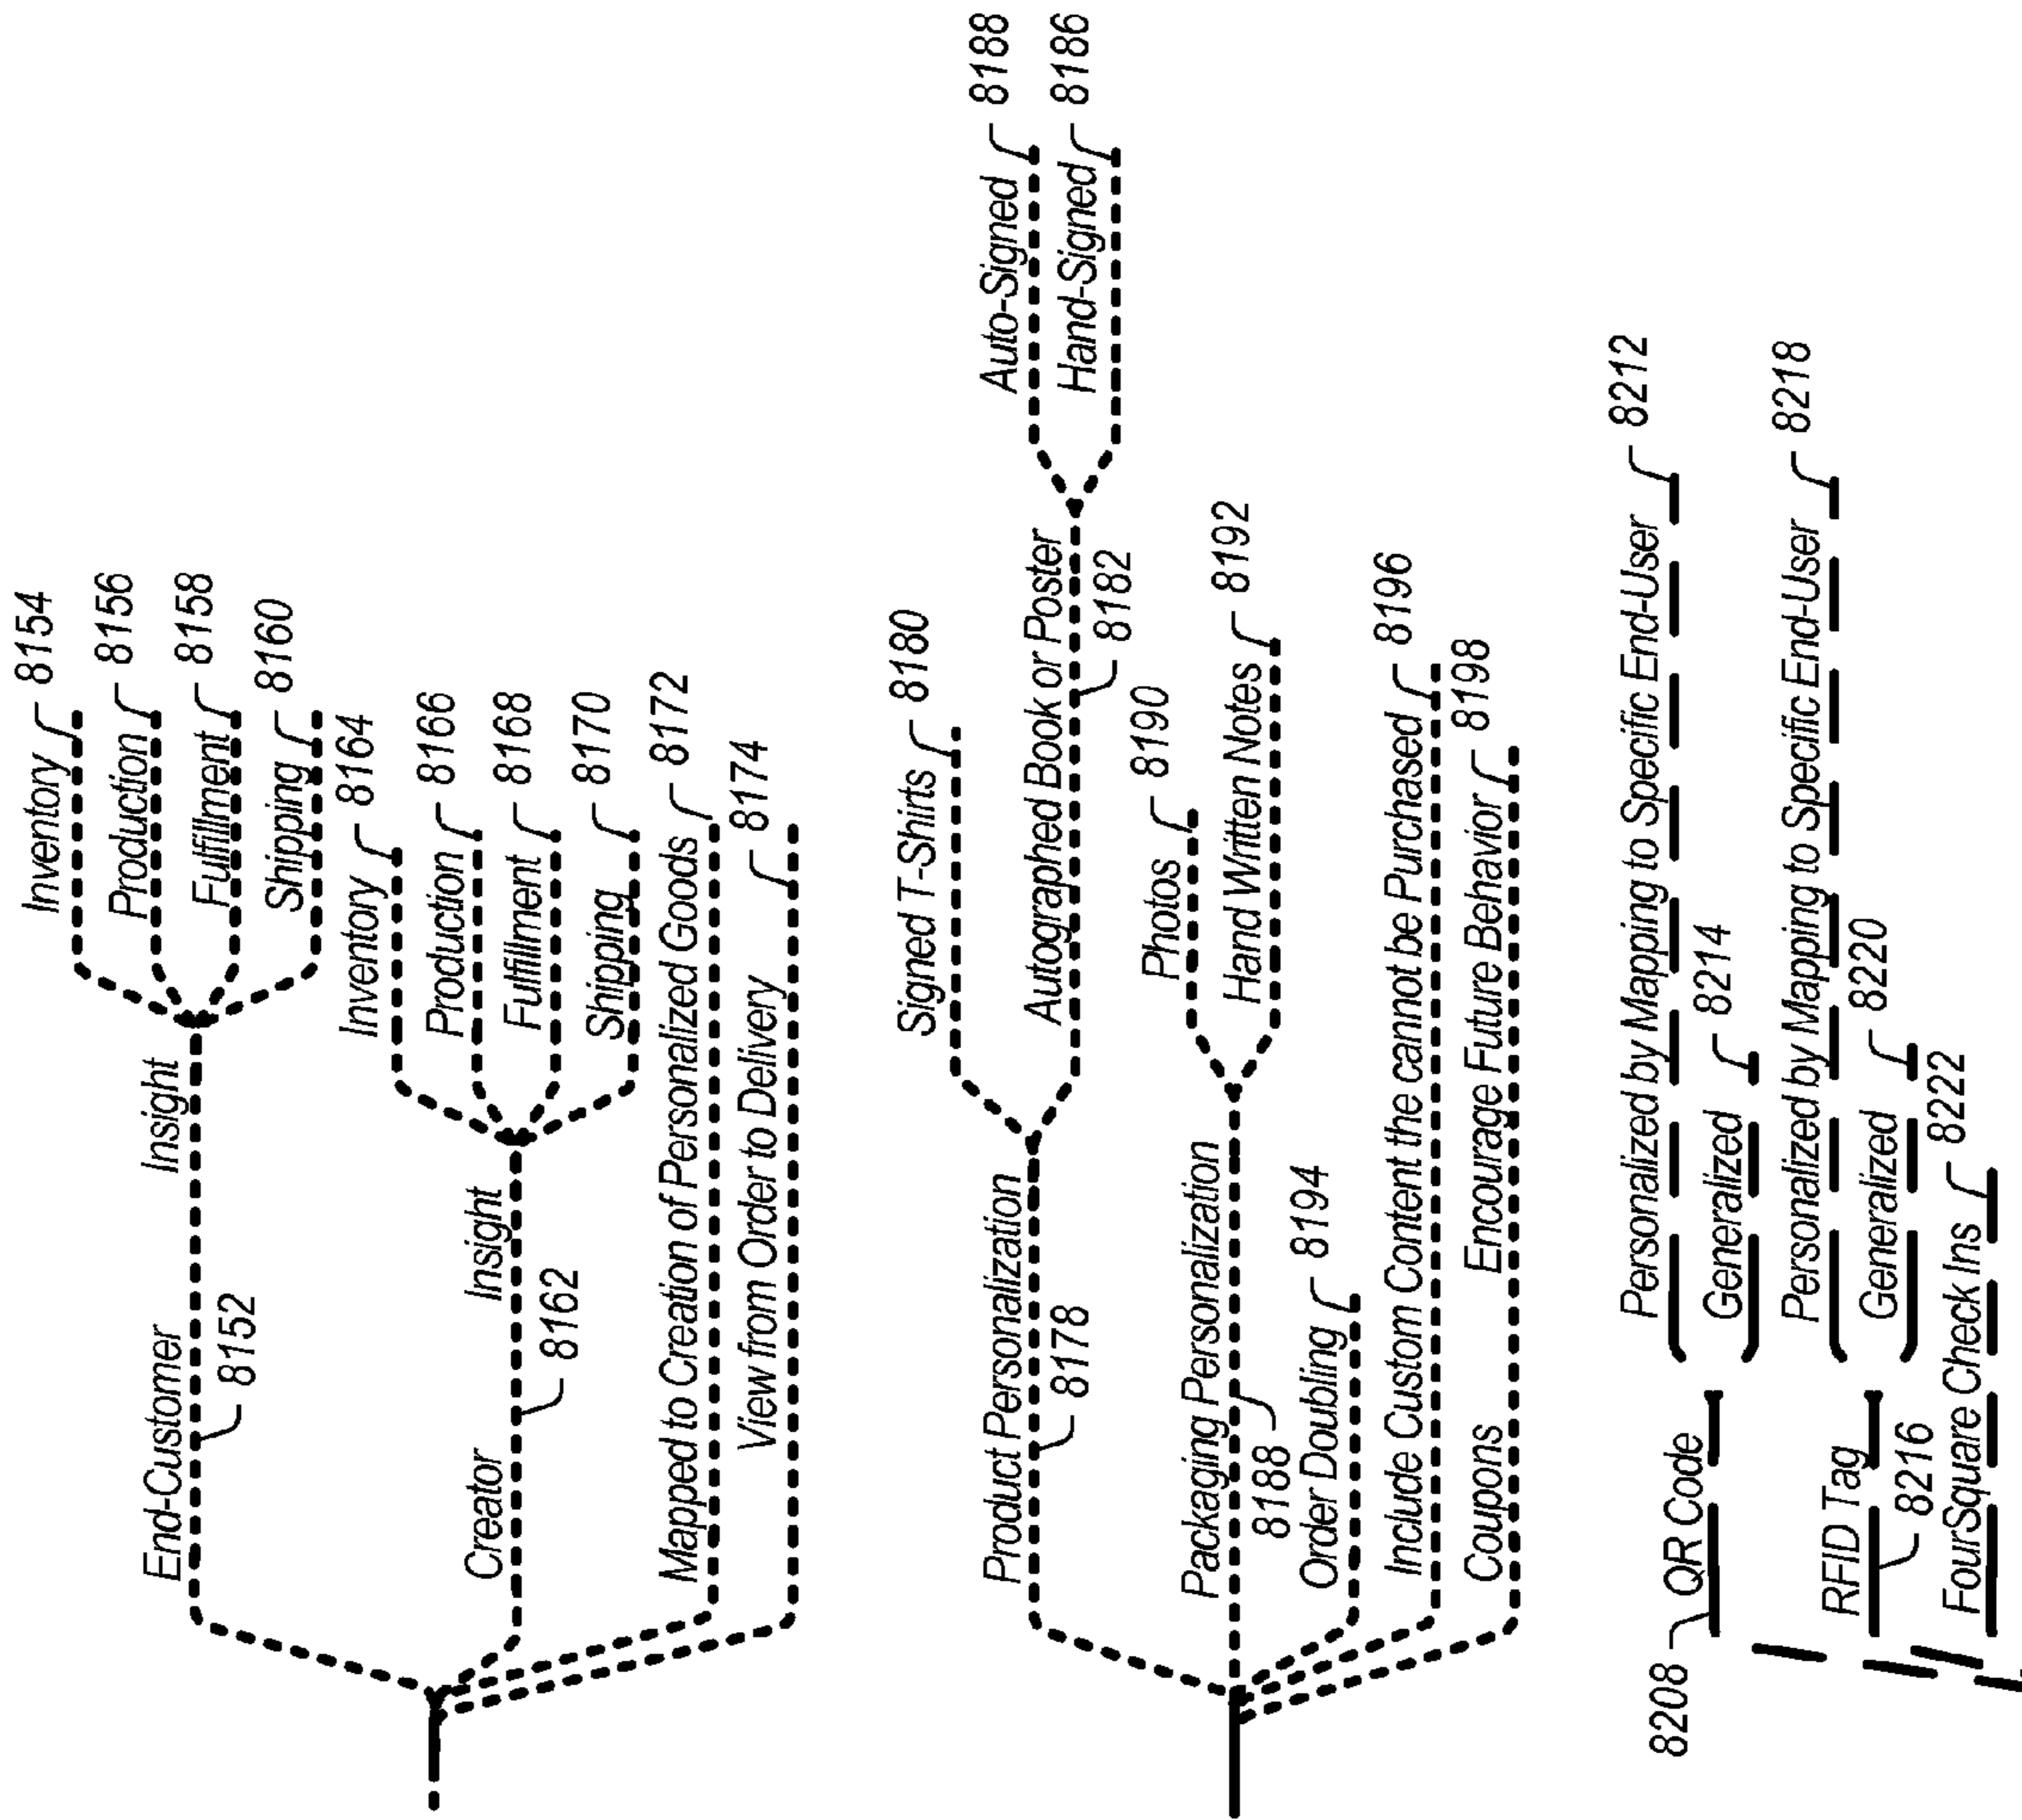 End-Customer
8152
Insight
Inventory 8154
Production 8156
Fulfillment 8158
Shipping 8160
Creator
8162
Insight
Inventory 8164
Production 8166
Fulfillment 8168
Shipping 8170
Mapped to Creation of Personalized Goods 8172
View from Order to Delivery 8174
Product Personalization
8178
Signed T-Shirts 8180
Autographed Book or Poster
8182
Auto-Signed 8188
Hand-Signed 8186
Packaging Personalization
8188
Photos 8190
Hand Written Notes 8192
Order Doubling 8194
Include Custom Content the cannot be Purchased 8196
Coupons Encourage Future Behavior 8198
8208 QR Code
Personalized by Mapping to Specific End-User 8212
Generalized 8214
RFID Tag
8216
Personalized by Mapping to Specific End-User 8218
Generalized 8220
FourSquare Check Ins 8222